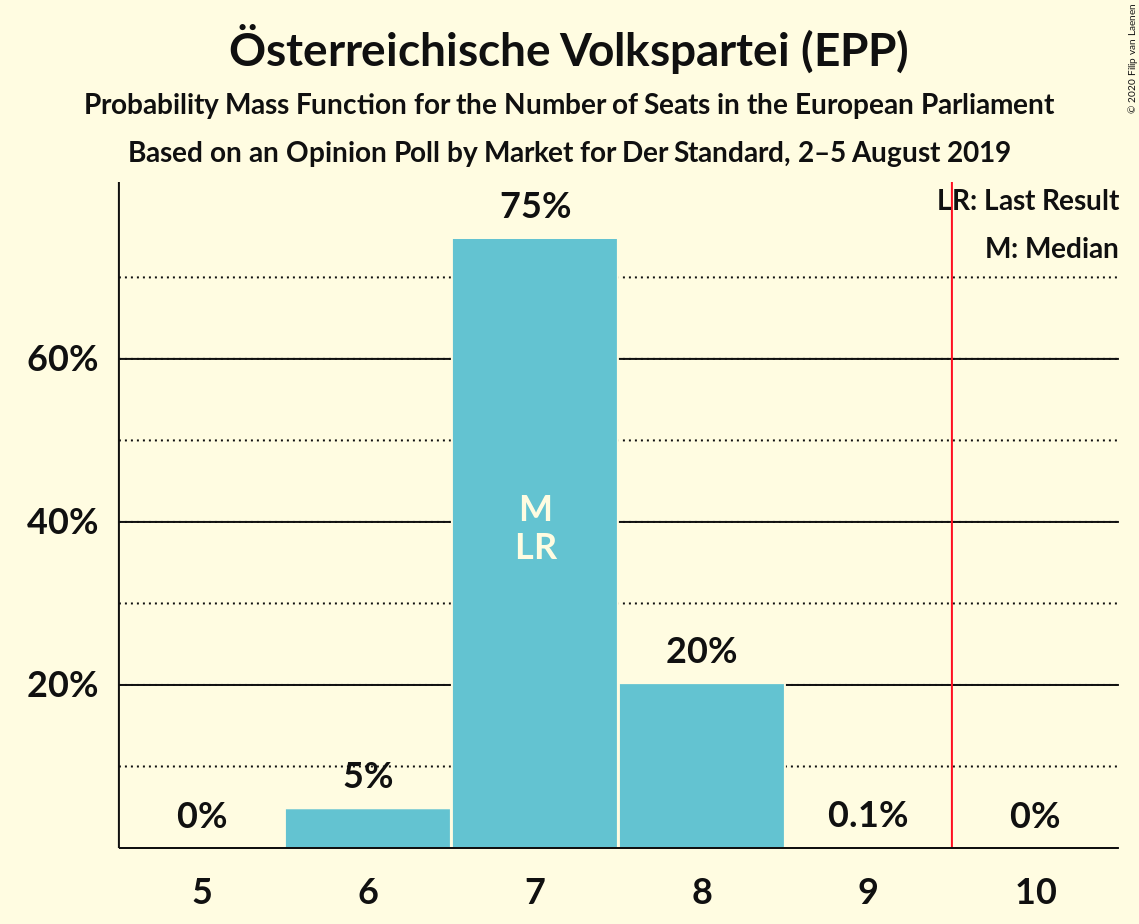 Österreichische Volkspartei (EPP)
Probability Mass Function for the Number of Seats in the European Parliament
Based on an Opinion Poll by Market for Der Standard, 2–5 August 2019
© 2020 Filip van Laenen
LR: Last Result
M: Median
75%
60%
M
40%
LR
20%
20%
5%
0%
0.1%
0%
5
6
7
8
9
10